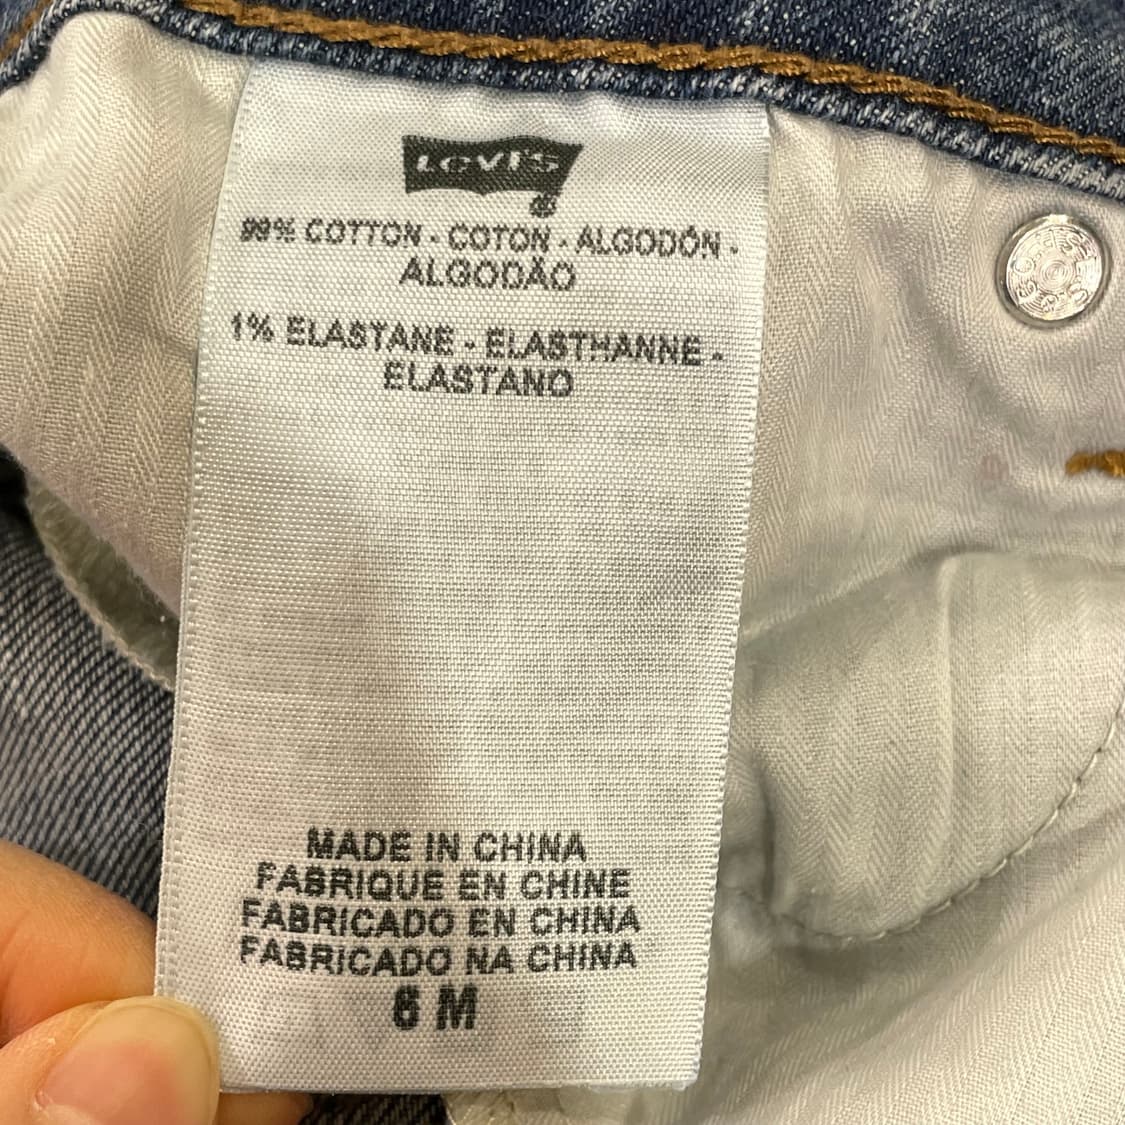 Levi's
®
99% COTTON - COTON - ALGODÓN -
ALGODÃO
1% ELASTANE - ÉLASTHANNE -
ELASTANO
MADE IN CHINA
FABRIQUE EN CHINE
FABRICADO EN CHINA
FABRICADO NA CHINA
6 M